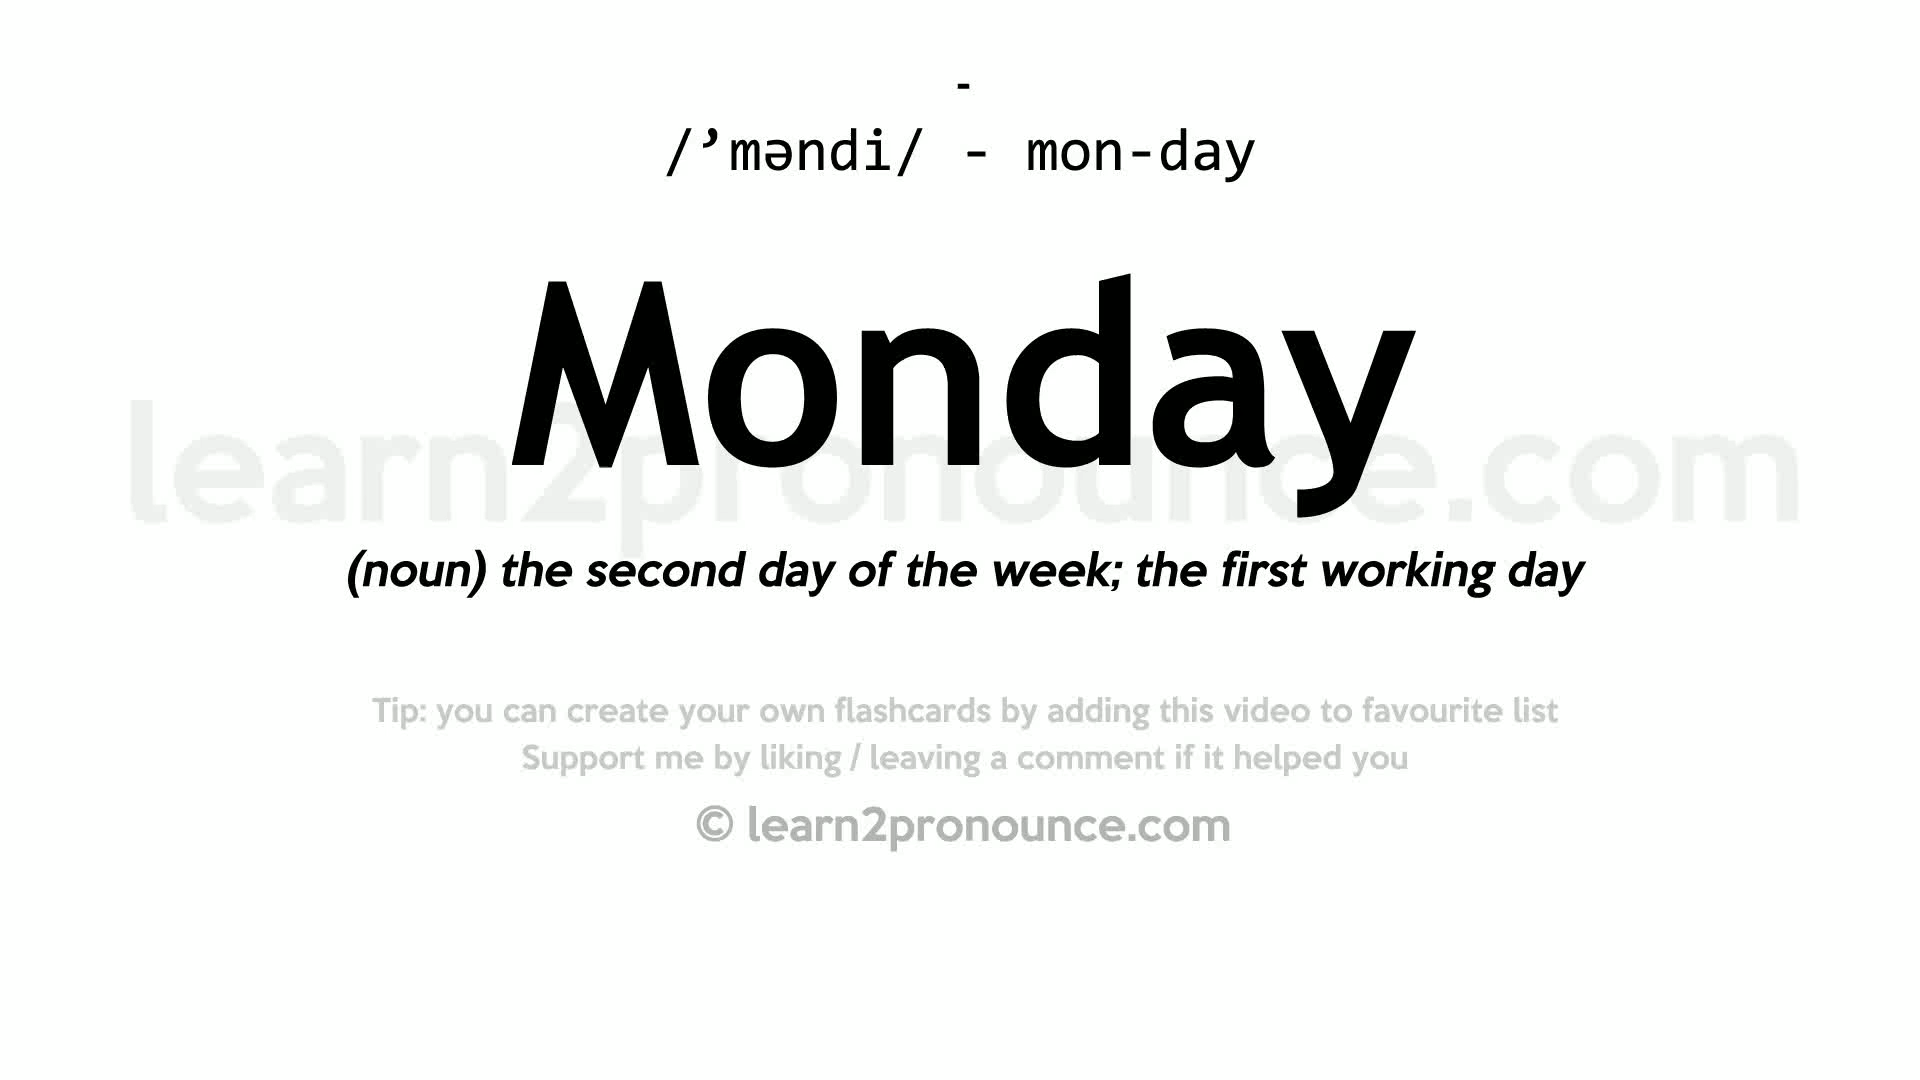 -
/’məndi/ - mon-day
Monday
learn2pronounce.com
(noun) the second day of the week; the first working day
Tip: you can create your own flashcards by adding this video to favourite list
Support me by liking / leaving a comment if it helped you
© learn2pronounce.com